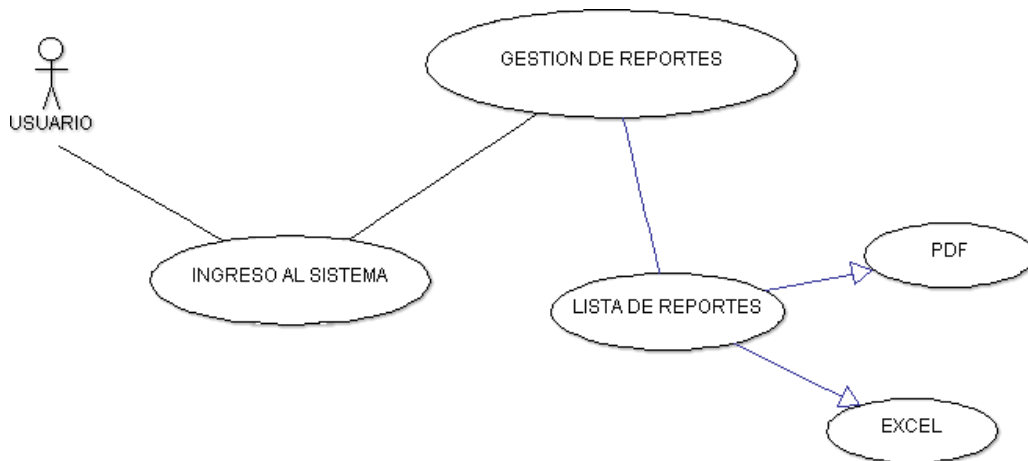 GESTION DE REPORTES
USUARIO
INGRESO AL SISTEMA
PDF
LISTA DE REPORTES
EXCEL